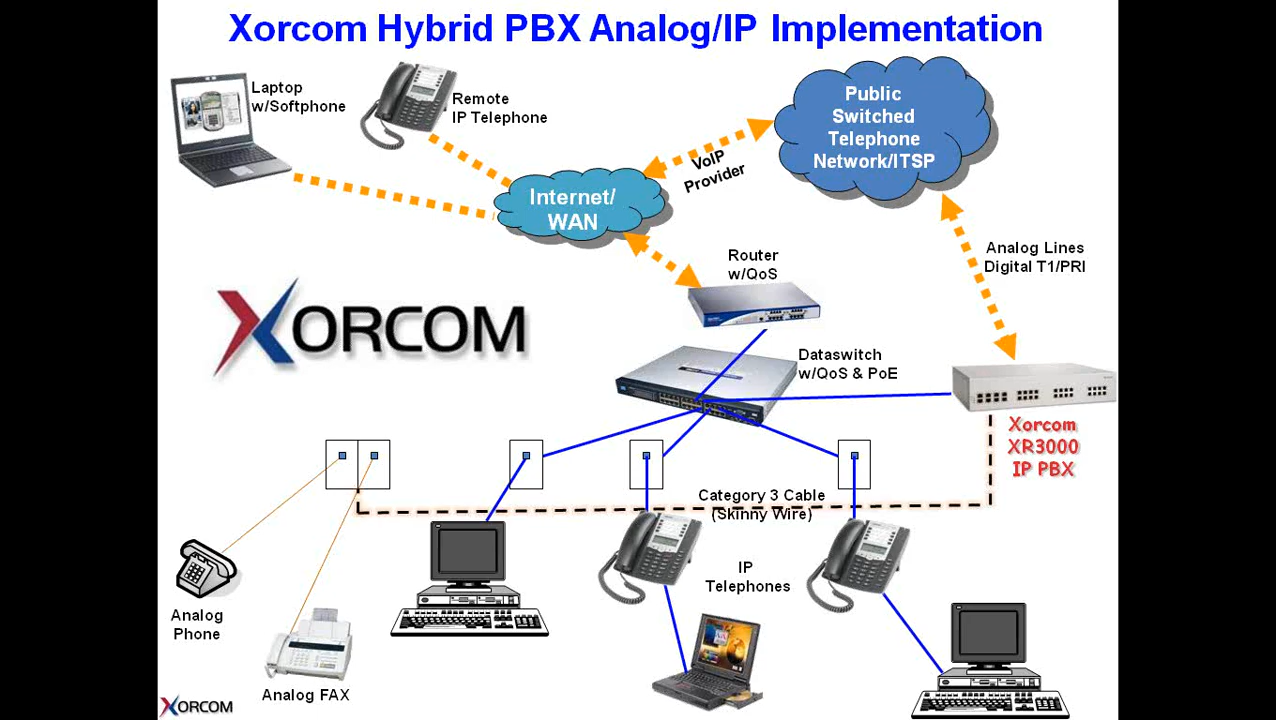 Xorcom Hybrid PBX Analog/IP Implementation
Laptop
w/Softphone
Remote
IP Telephone
Public
Switched
Telephone
Network/ITSP
VoIP
Provider
Internet/
WAN
Analog Lines
Digital T1/PRI
Router
w/QoS
XORCOM
Dataswitch
w/QoS & PoE
Xorcom
XR3000
IP PBX
Category 3 Cable
(Skinny Wire)
IP
Telephones
Analog
Phone
Analog FAX
XORCOM